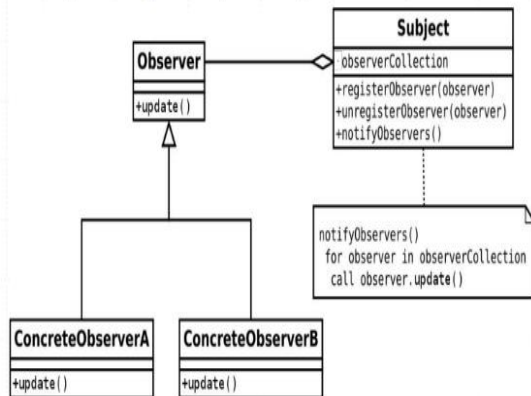 Subject
observerCollection
+registerObserver(observer)
+unregisterObserver(observer)
+notifyObservers()
Observer
+update()
notifyObservers()
for observer in observerCollection
call observer.update()
ConcreteObserverA
+update()
ConcreteObserverB
+update()